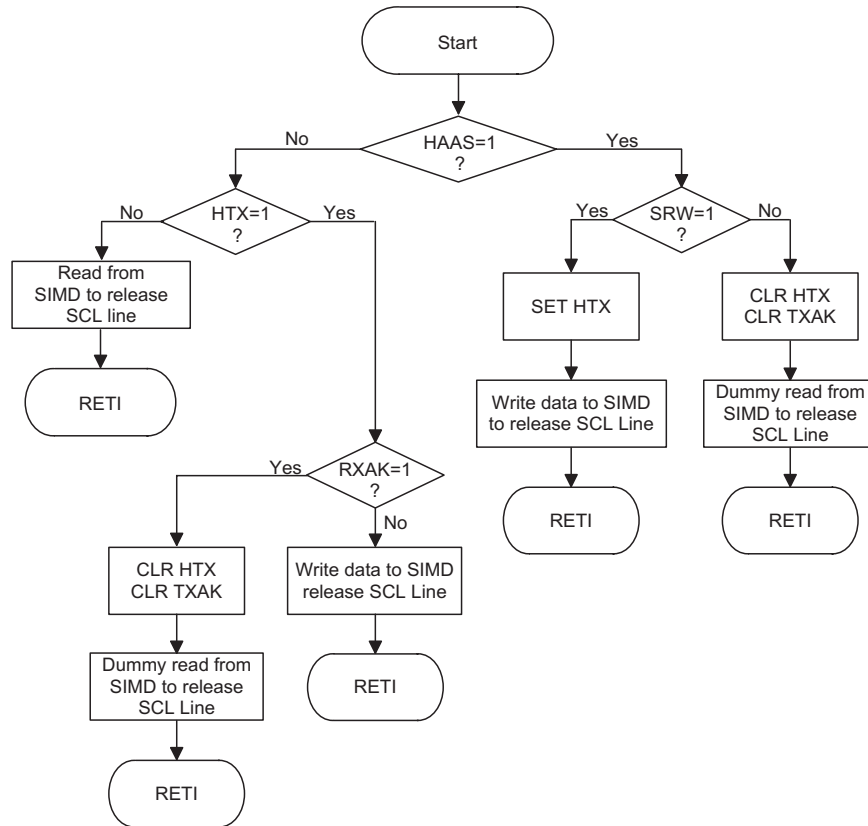 Start
HAAS=1
?
No
Yes
HTX=1
?
No
Yes
SRW=1
?
Yes
No
Read from
SIMD to release
SCL line
SET HTX
CLR HTX
CLR TXAK
RETI
Write data to SIMD
to release SCL Line
Dummy read from
SIMD to release
SCL Line
RXAK=1
?
Yes
No
RETI
RETI
CLR HTX
CLR TXAK
Write data to SIMD
release SCL Line
Dummy read from
SIMD to release
SCL Line
RETI
RETI